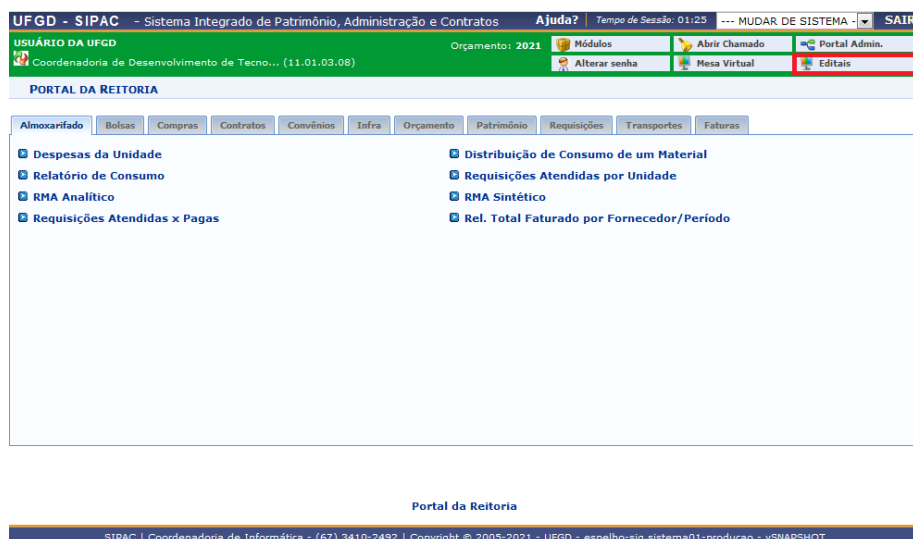 UFGD - SIPAC - Sistema Integrado de Patrimônio, Administração e Contratos Ajuda? Tempo de Sessão: 01:25 --- MUDAR DE SISTEMA - SAIR
USUÁRIO DA UFGD Orçamento: 2021 Módulos Abrir Chamado Portal Admin.
Coordenadoria de Desenvolvimento de Tecno... (11.01.03.08) Alterar senha Mesa Virtual Editais
PORTAL DA REITORIA
Almoxarifado Bolsas Compras Contratos Convênios Infra Orçamento Patrimônio Requisições Transportes Faturas
Despesas da Unidade Distribuição de Consumo de um Material
Relatório de Consumo Requisições Atendidas por Unidade
RMA Analítico RMA Sintético
Requisições Atendidas x Pagas Rel. Total Faturado por Fornecedor/Período
Portal da Reitoria
SIPAC | Coordenadoria de Informática - (67) 3410-2492 | Copyright © 2005-2021 - UFGD - espelho-sig.sistema01-producao - vSNAPSHOT